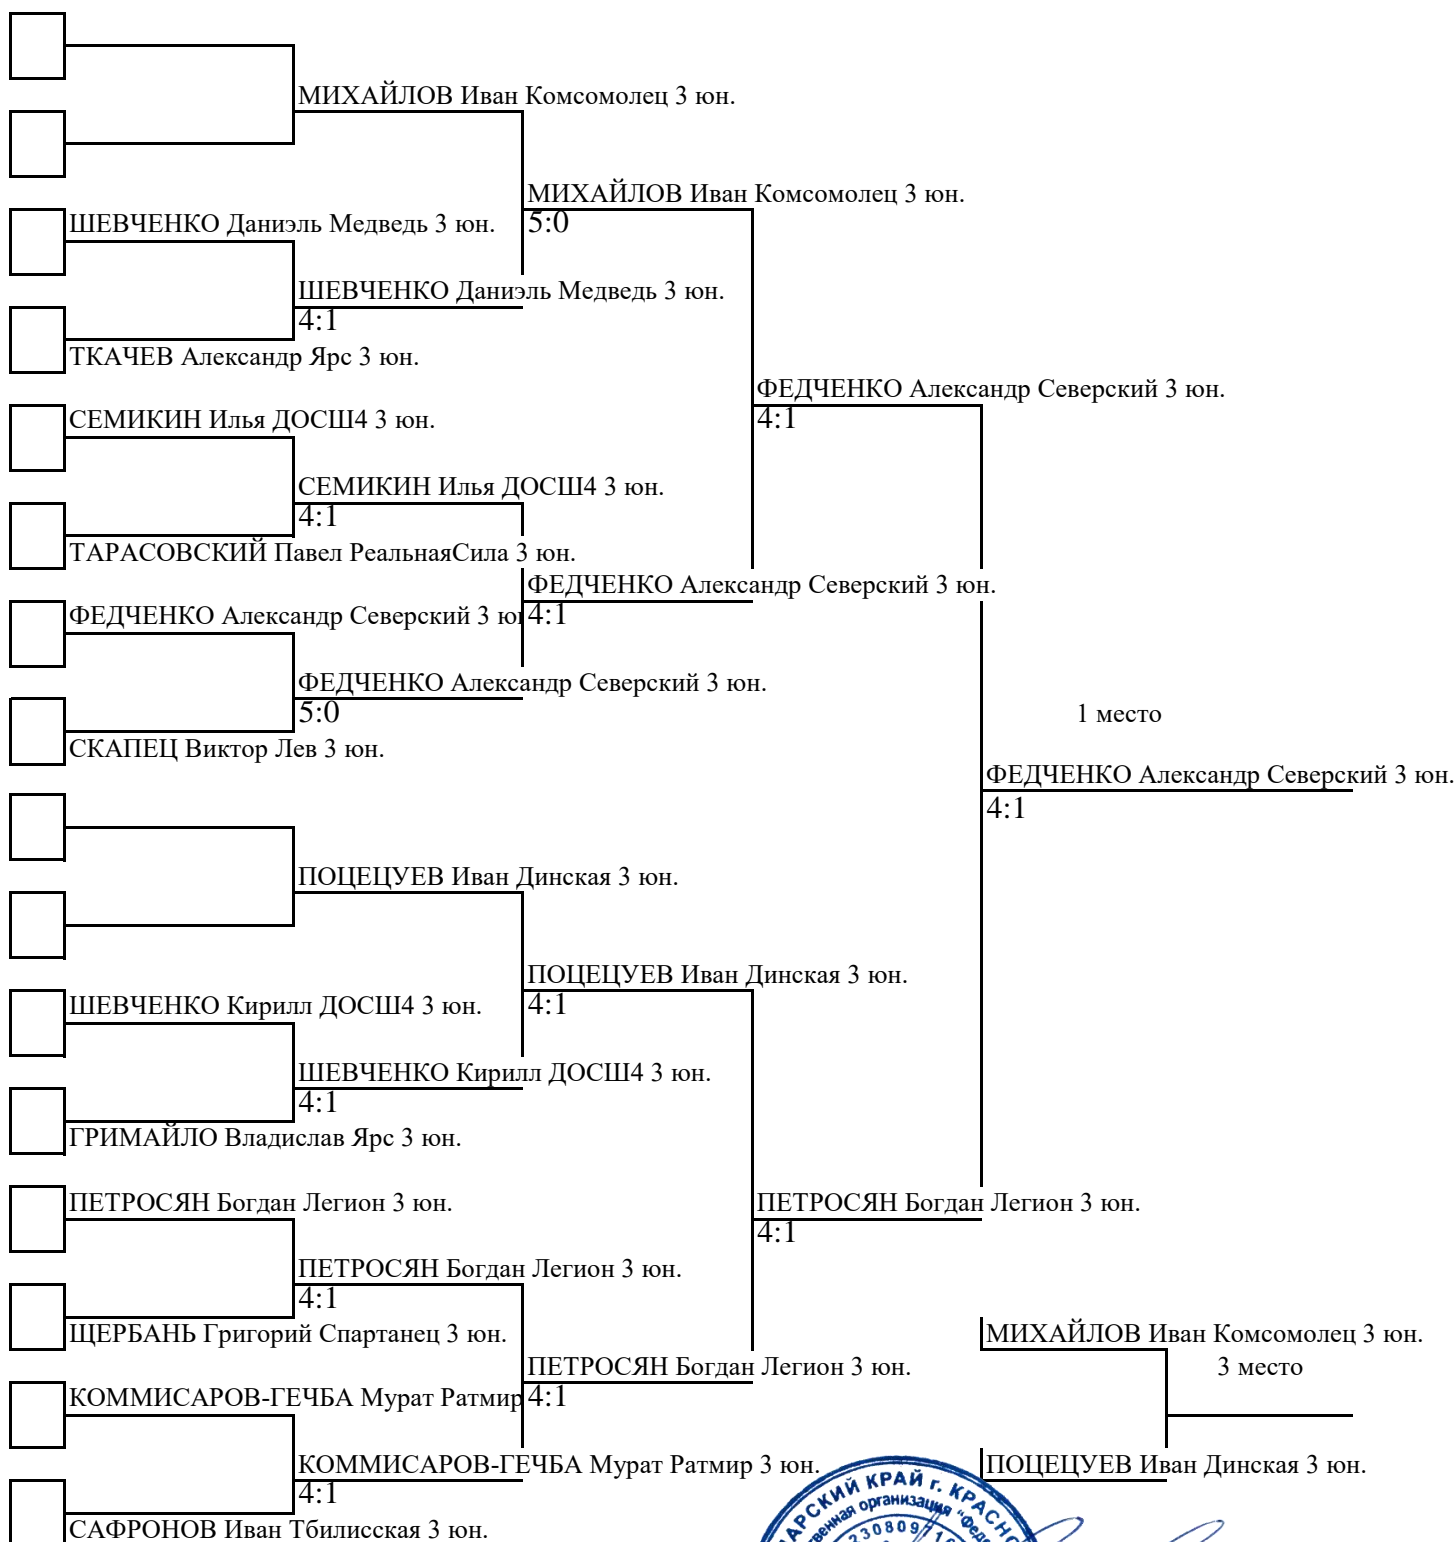 МИХАЙЛОВ Иван Комсомолец 3 юн.
МИХАЙЛОВ Иван Комсомолец 3 юн.
5:0
ШЕВЧЕНКО Даниэль Медведь 3 юн.
ШЕВЧЕНКО Даниэль Медведь 3 юн.
4:1
ТКАЧЕВ Александр Ярс 3 юн.
ФЕДЧЕНКО Александр Северский 3 юн.
4:1
СЕМИКИН Илья ДОСШ4 3 юн.
СЕМИКИН Илья ДОСШ4 3 юн.
4:1
ТАРАСОВСКИЙ Павел РеальнаяСила 3 юн.
ФЕДЧЕНКО Александр Северский 3 юн.
4:1
ФЕДЧЕНКО Александр Северский 3 юн
ФЕДЧЕНКО Александр Северский 3 юн.
5:0
СКАПЕЦ Виктор Лев 3 юн.
1 место
ФЕДЧЕНКО Александр Северский 3 юн.
4:1
ПОЦЕЦУЕВ Иван Динская 3 юн.
ПОЦЕЦУЕВ Иван Динская 3 юн.
4:1
ШЕВЧЕНКО Кирилл ДОСШ4 3 юн.
ШЕВЧЕНКО Кирилл ДОСШ4 3 юн.
4:1
ГРИМАЙЛО Владислав Ярс 3 юн.
ПЕТРОСЯН Богдан Легион 3 юн.
ПЕТРОСЯН Богдан Легион 3 юн.
4:1
ПЕТРОСЯН Богдан Легион 3 юн.
4:1
ЩЕРБАНЬ Григорий Спартанец 3 юн.
МИХАЙЛОВ Иван Комсомолец 3 юн.
ПЕТРОСЯН Богдан Легион 3 юн.
4:1
3 место
КОММИСАРОВ-ГЕЧБА Мурат Ратмир
КОММИСАРОВ-ГЕЧБА Мурат Ратмир 3 юн.
4:1
ПОЦЕЦУЕВ Иван Динская 3 юн.
САФРОНОВ Иван Тбилисская 3 юн.
КРАЙ г.
организация